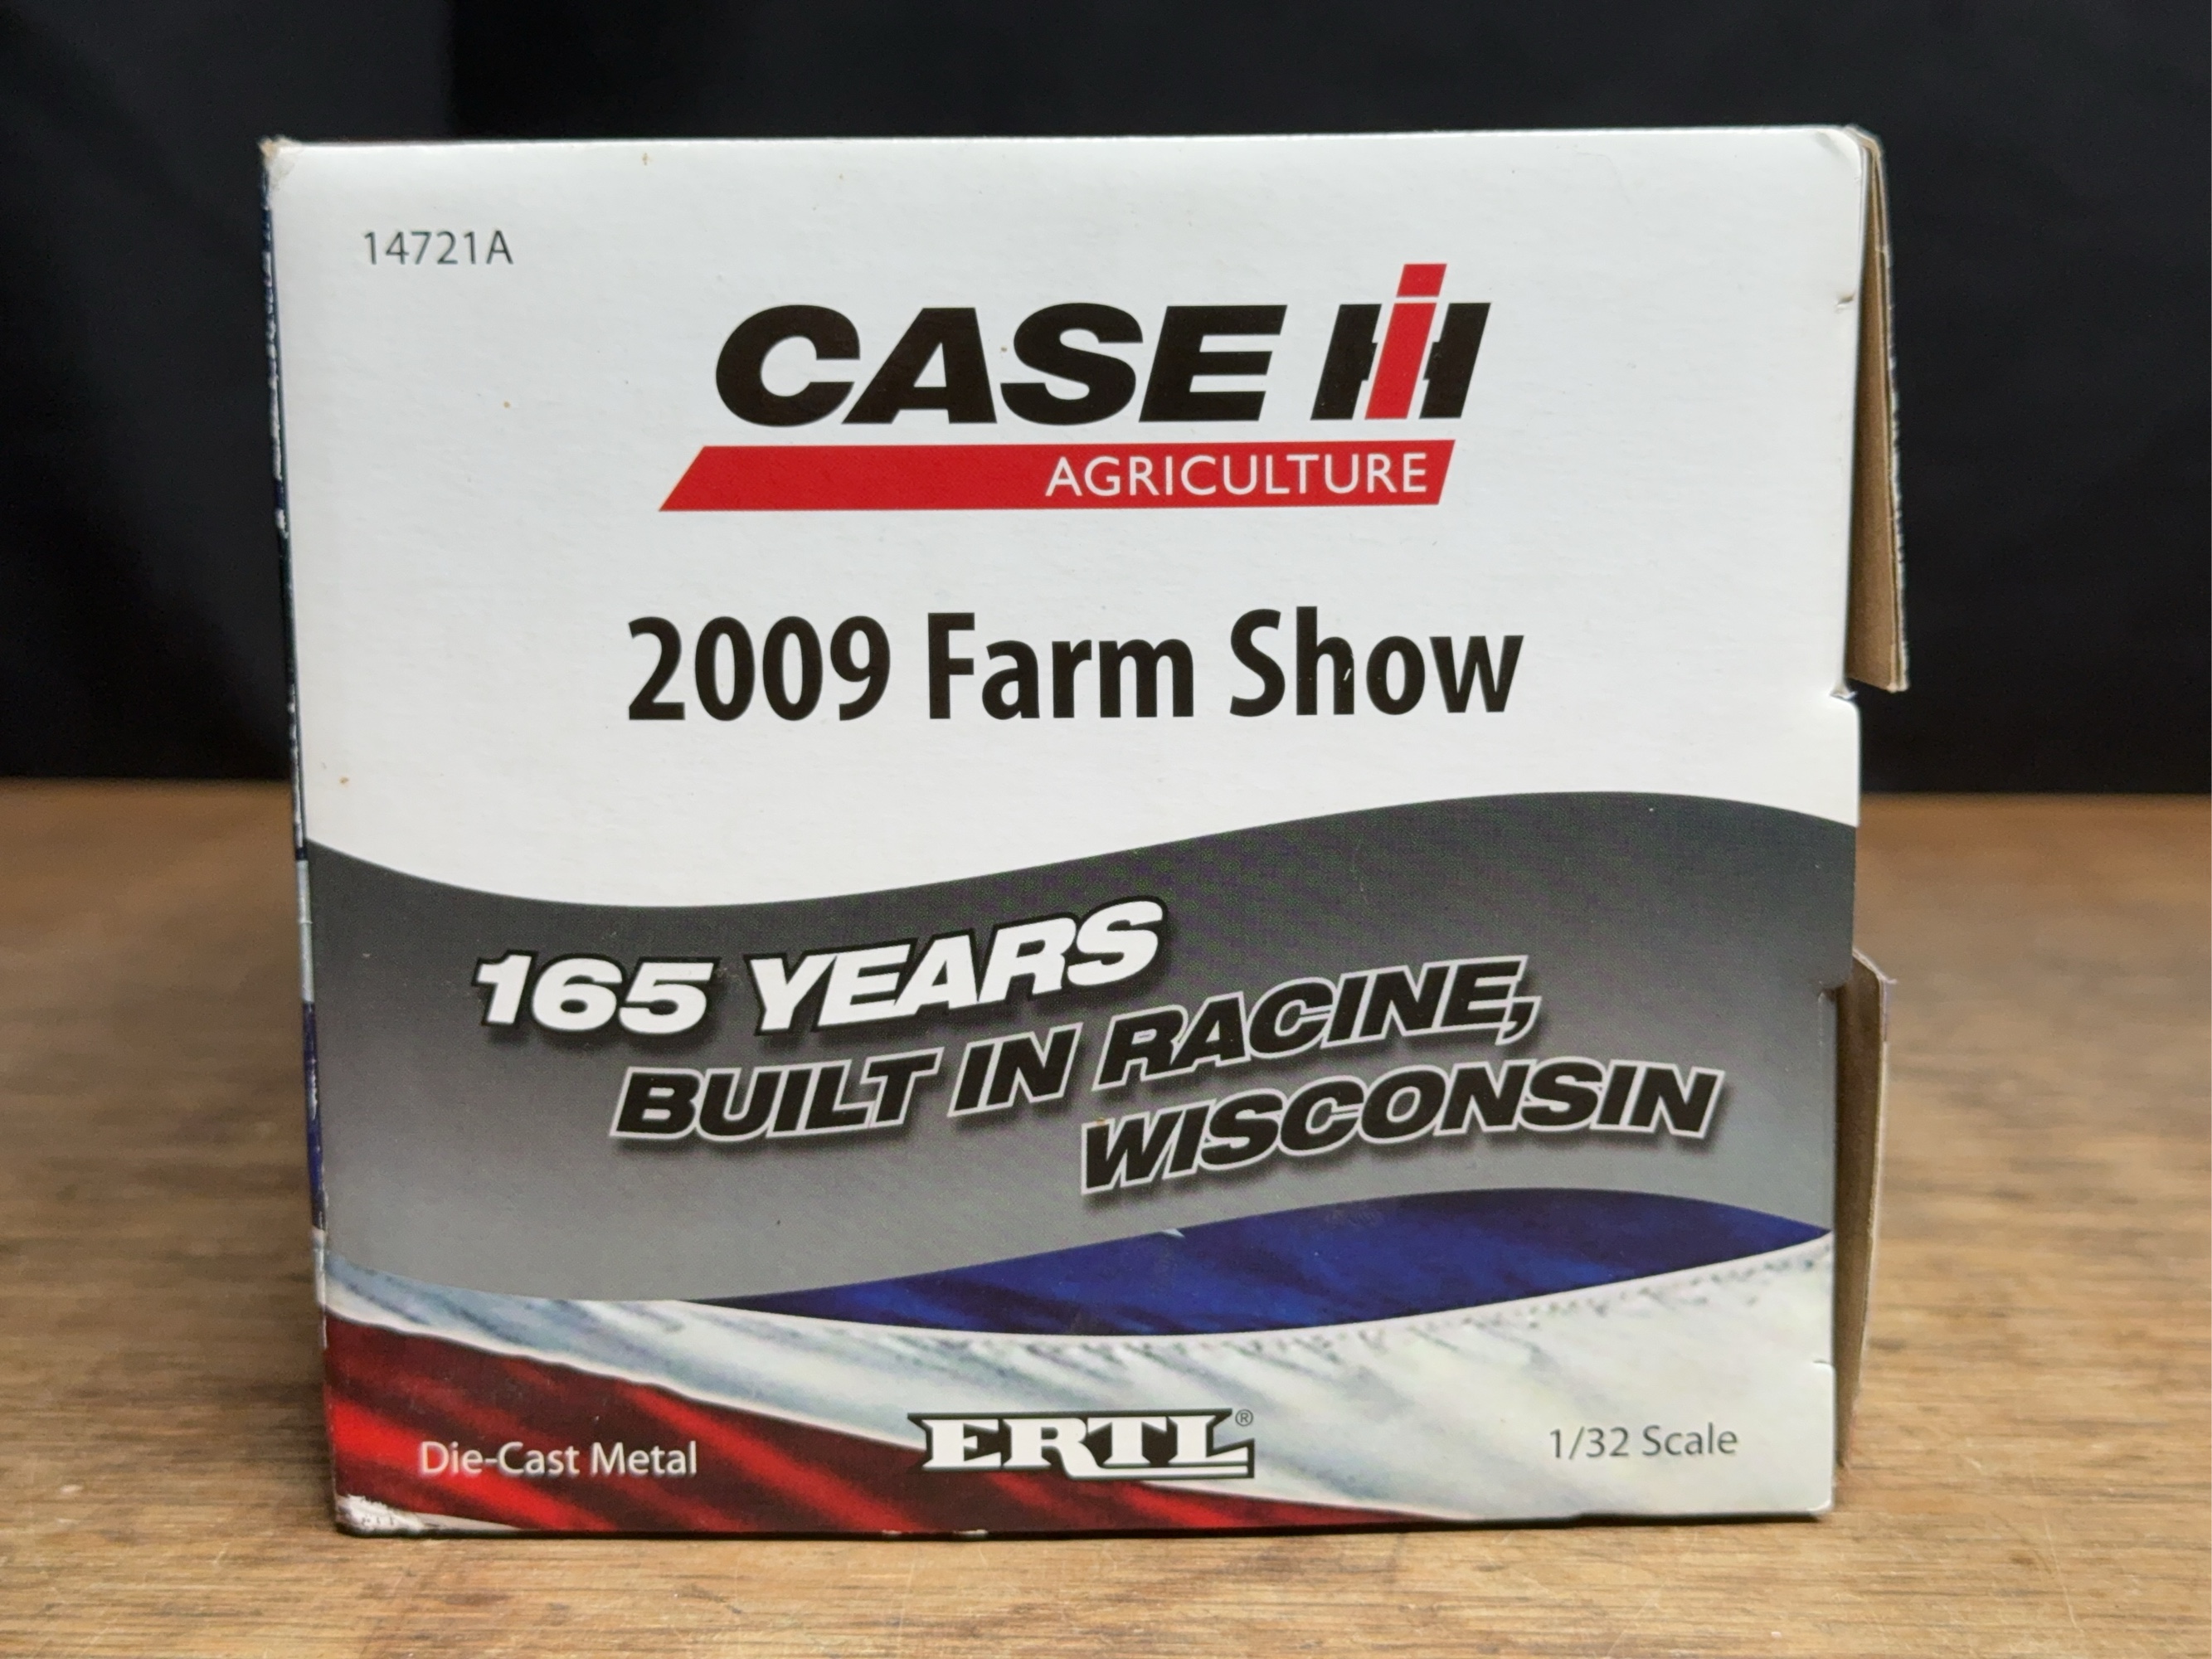 14721A
CASE IH
AGRICULTURE
2009 Farm Show
165 YEARS
BUILT IN RACINE,
WISCONSIN
Die-Cast Metal
ERTL®
1/32 Scale